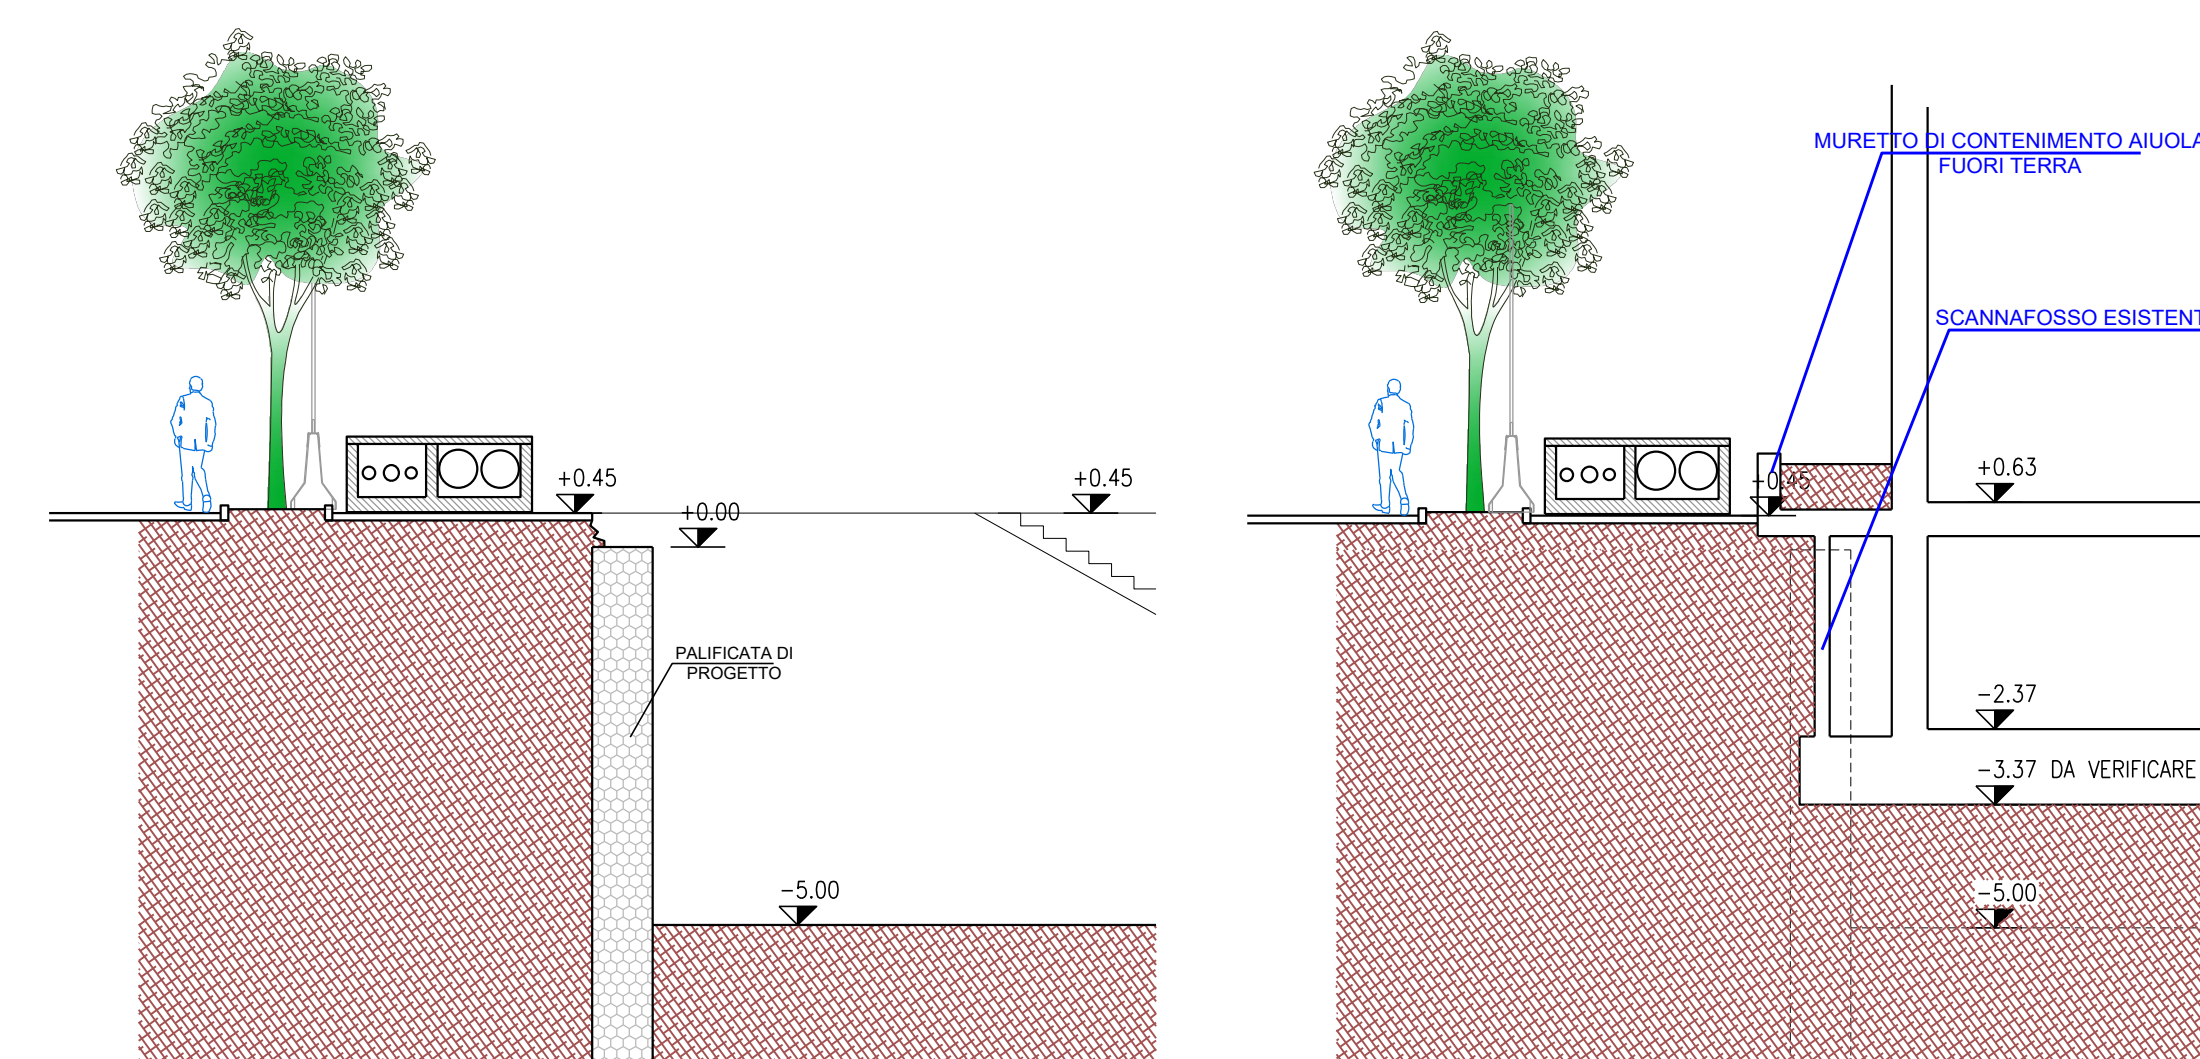 +0.45
+0.00
+0.45
PALIFICATA DI
PROGETTO
-5.00
MURETTO DI CONTENIMENTO AIUOLA
FUORI TERRA
SCANNAFOSSO ESISTENT
+0.45
+0.63
-2.37
-3.37 DA VERIFICARE
-5.00